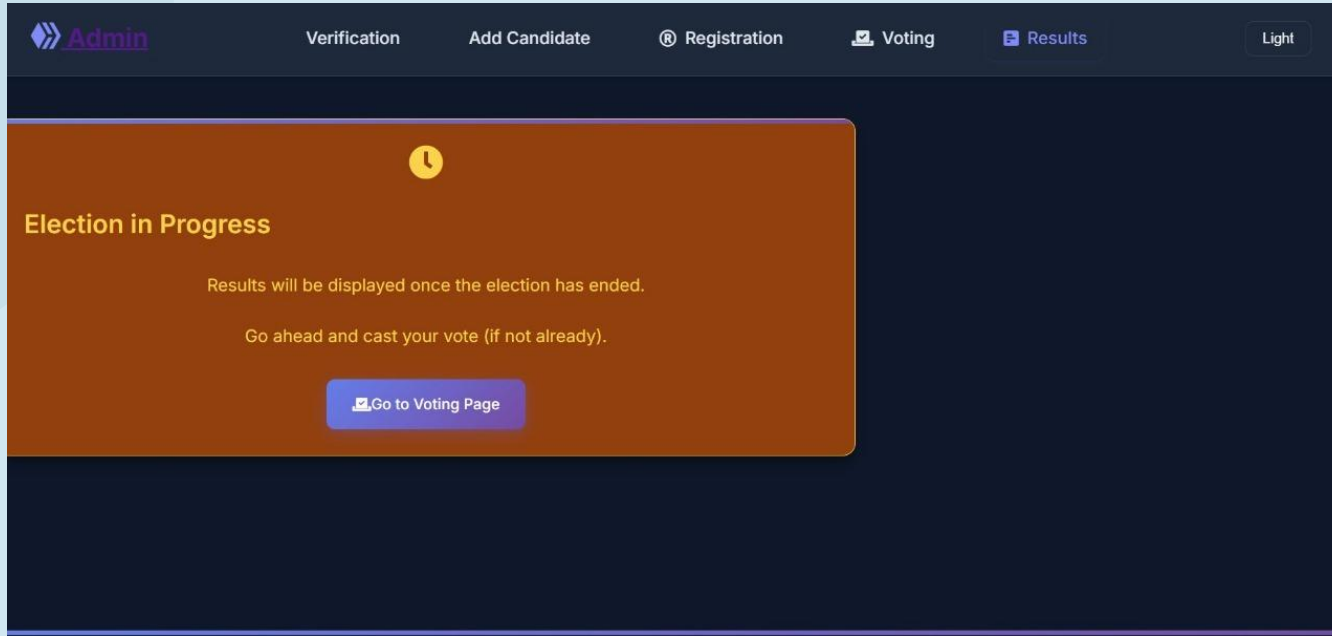 Admin Verification Add Candidate ® Registration Voting Results Light
Election in Progress
Results will be displayed once the election has ended.
Go ahead and cast your vote (if not already).
Go to Voting Page